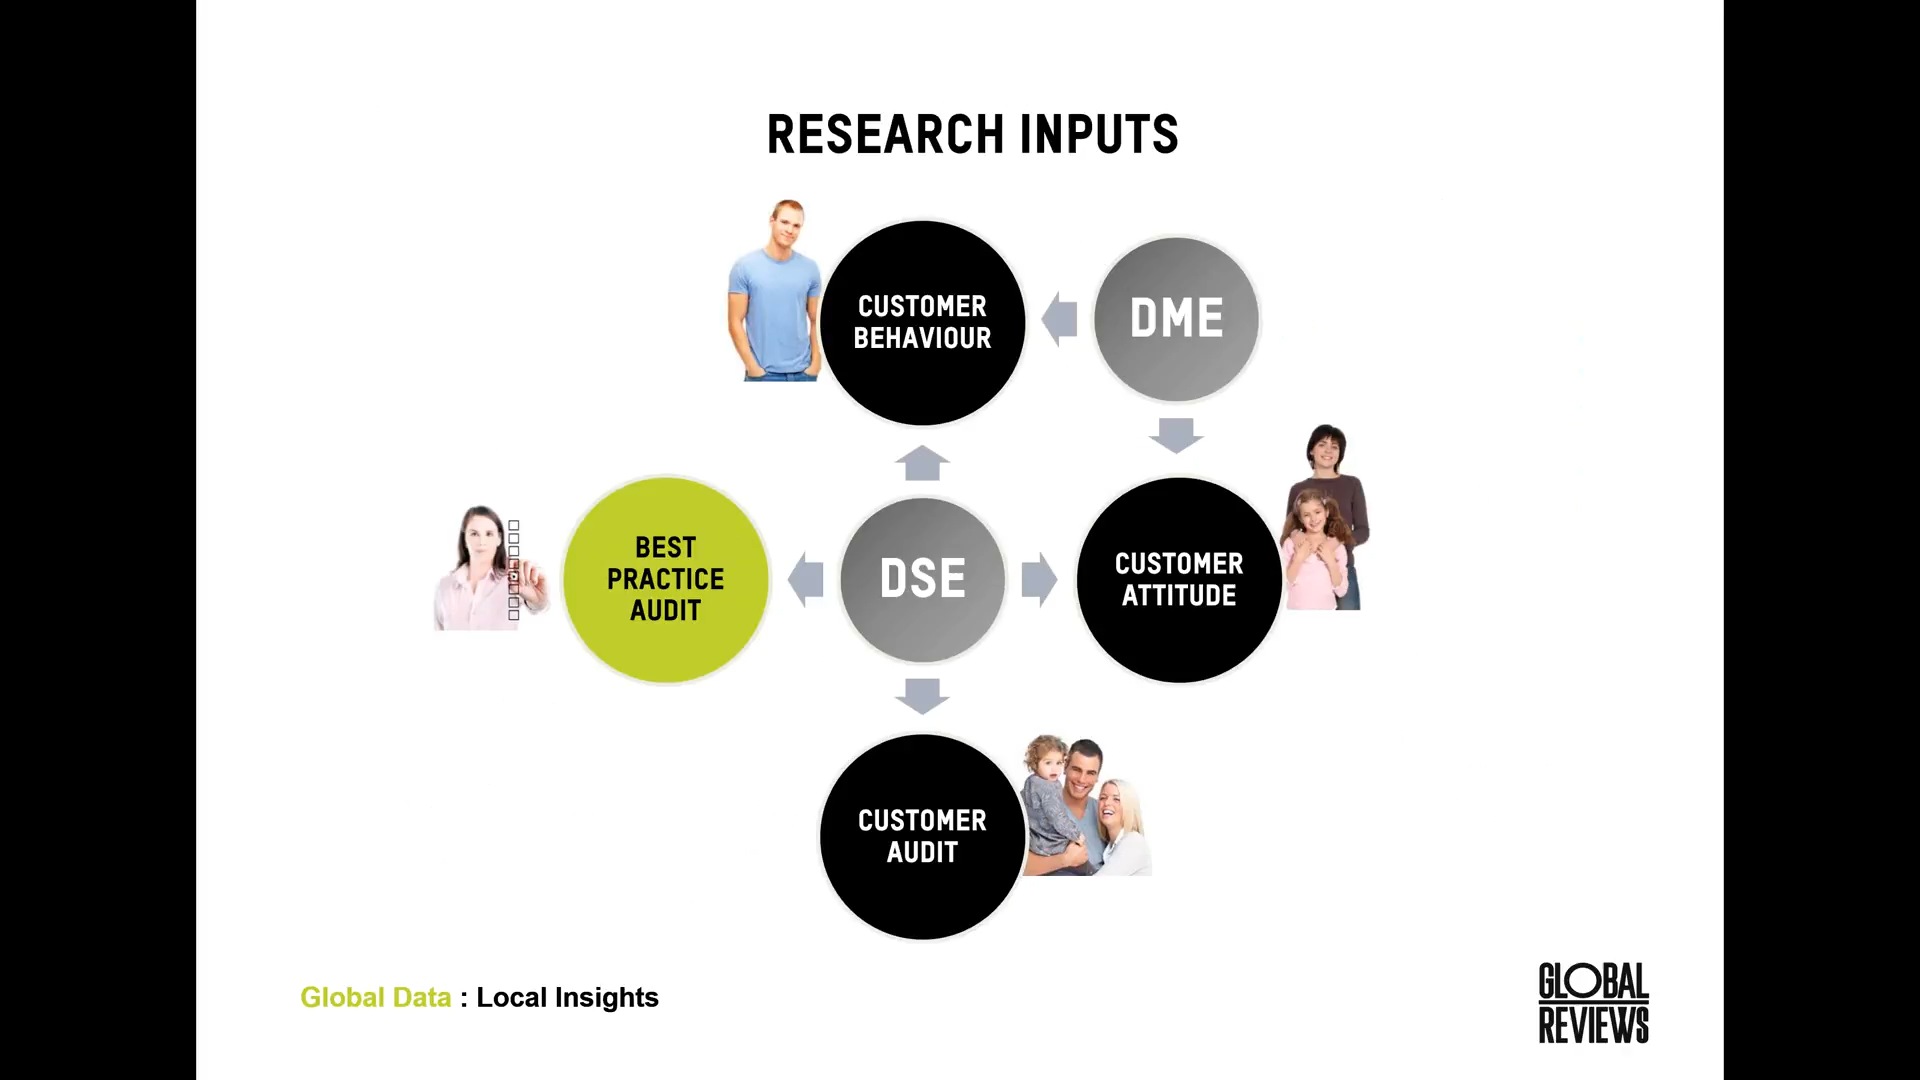 RESEARCH INPUTS
CUSTOMER
BEHAVIOUR
DME
BEST
PRACTICE
AUDIT
DSE
CUSTOMER
ATTITUDE
CUSTOMER
AUDIT
Global Data : Local Insights
GLOBAL
REVIEWS